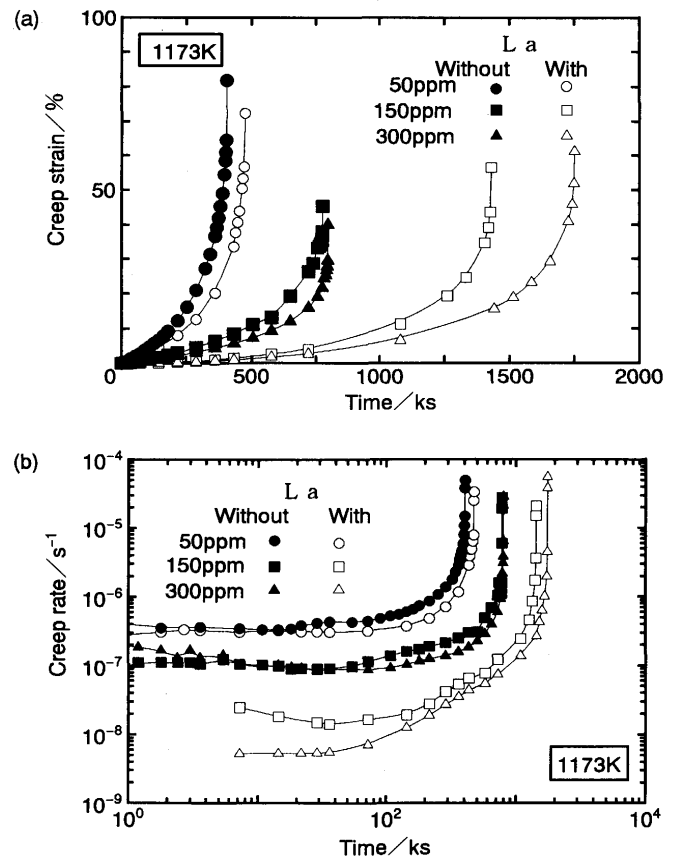 (a)
100
1173K
L a
Without With
50ppm
150ppm
300ppm
50
0
Creep strain/%
0 500 1000 1500 2000
Time/ks
(b)
10⁻⁴
L a
Without With
50ppm
150ppm
300ppm
10⁻⁵
10⁻⁶
10⁻⁷
10⁻⁸
10⁻⁹
Creep rate/s⁻¹
1173K
10⁰ 10² 10⁴
Time/ks